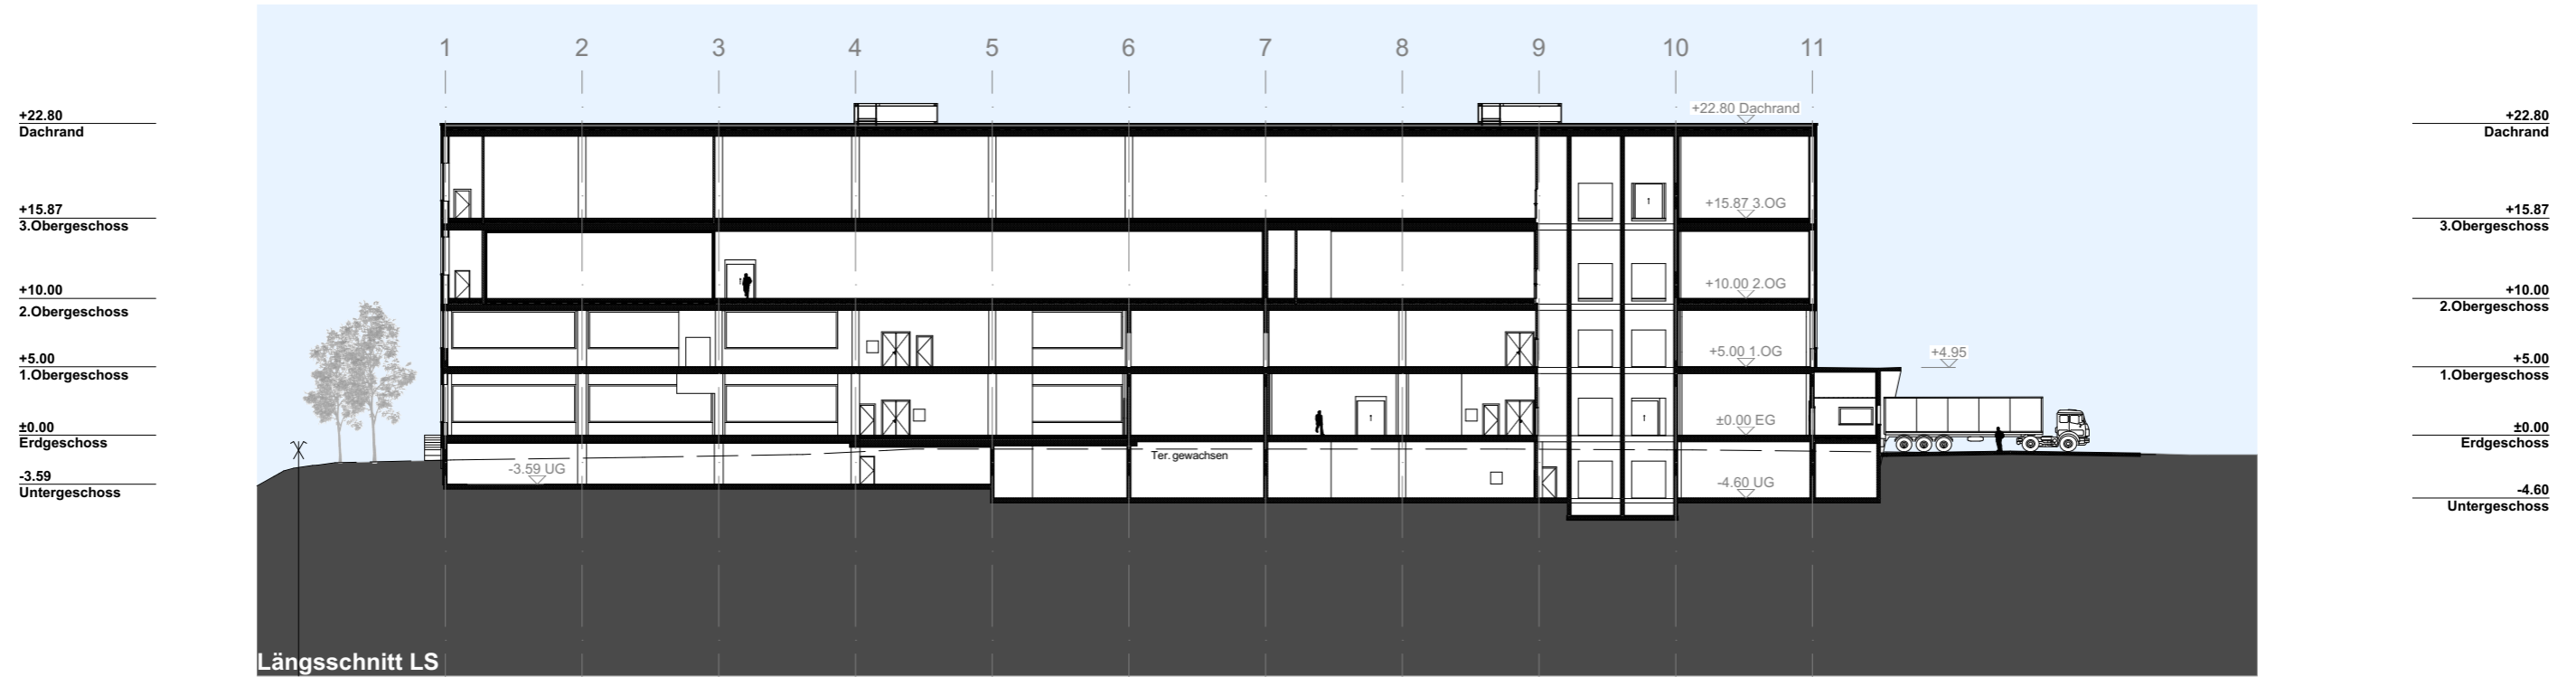 1 2 3 4 5 6 7 8 9 10 11
+22.80
Dachrand
+15.87
3.Obergeschoss
+10.00
2.Obergeschoss
+5.00
1.Obergeschoss
±0.00
Erdgeschoss
-3.59
Untergeschoss
+22.80 Dachrand
+15.87 3.OG
+10.00 2.OG
+5.00 1.OG
+4.95
±0.00 EG
Ter. gewachsen
-3.59 UG
-4.60 UG
+22.80
Dachrand
+15.87
3.Obergeschoss
+10.00
2.Obergeschoss
+5.00
1.Obergeschoss
±0.00
Erdgeschoss
-4.60
Untergeschoss
Längsschnitt LS